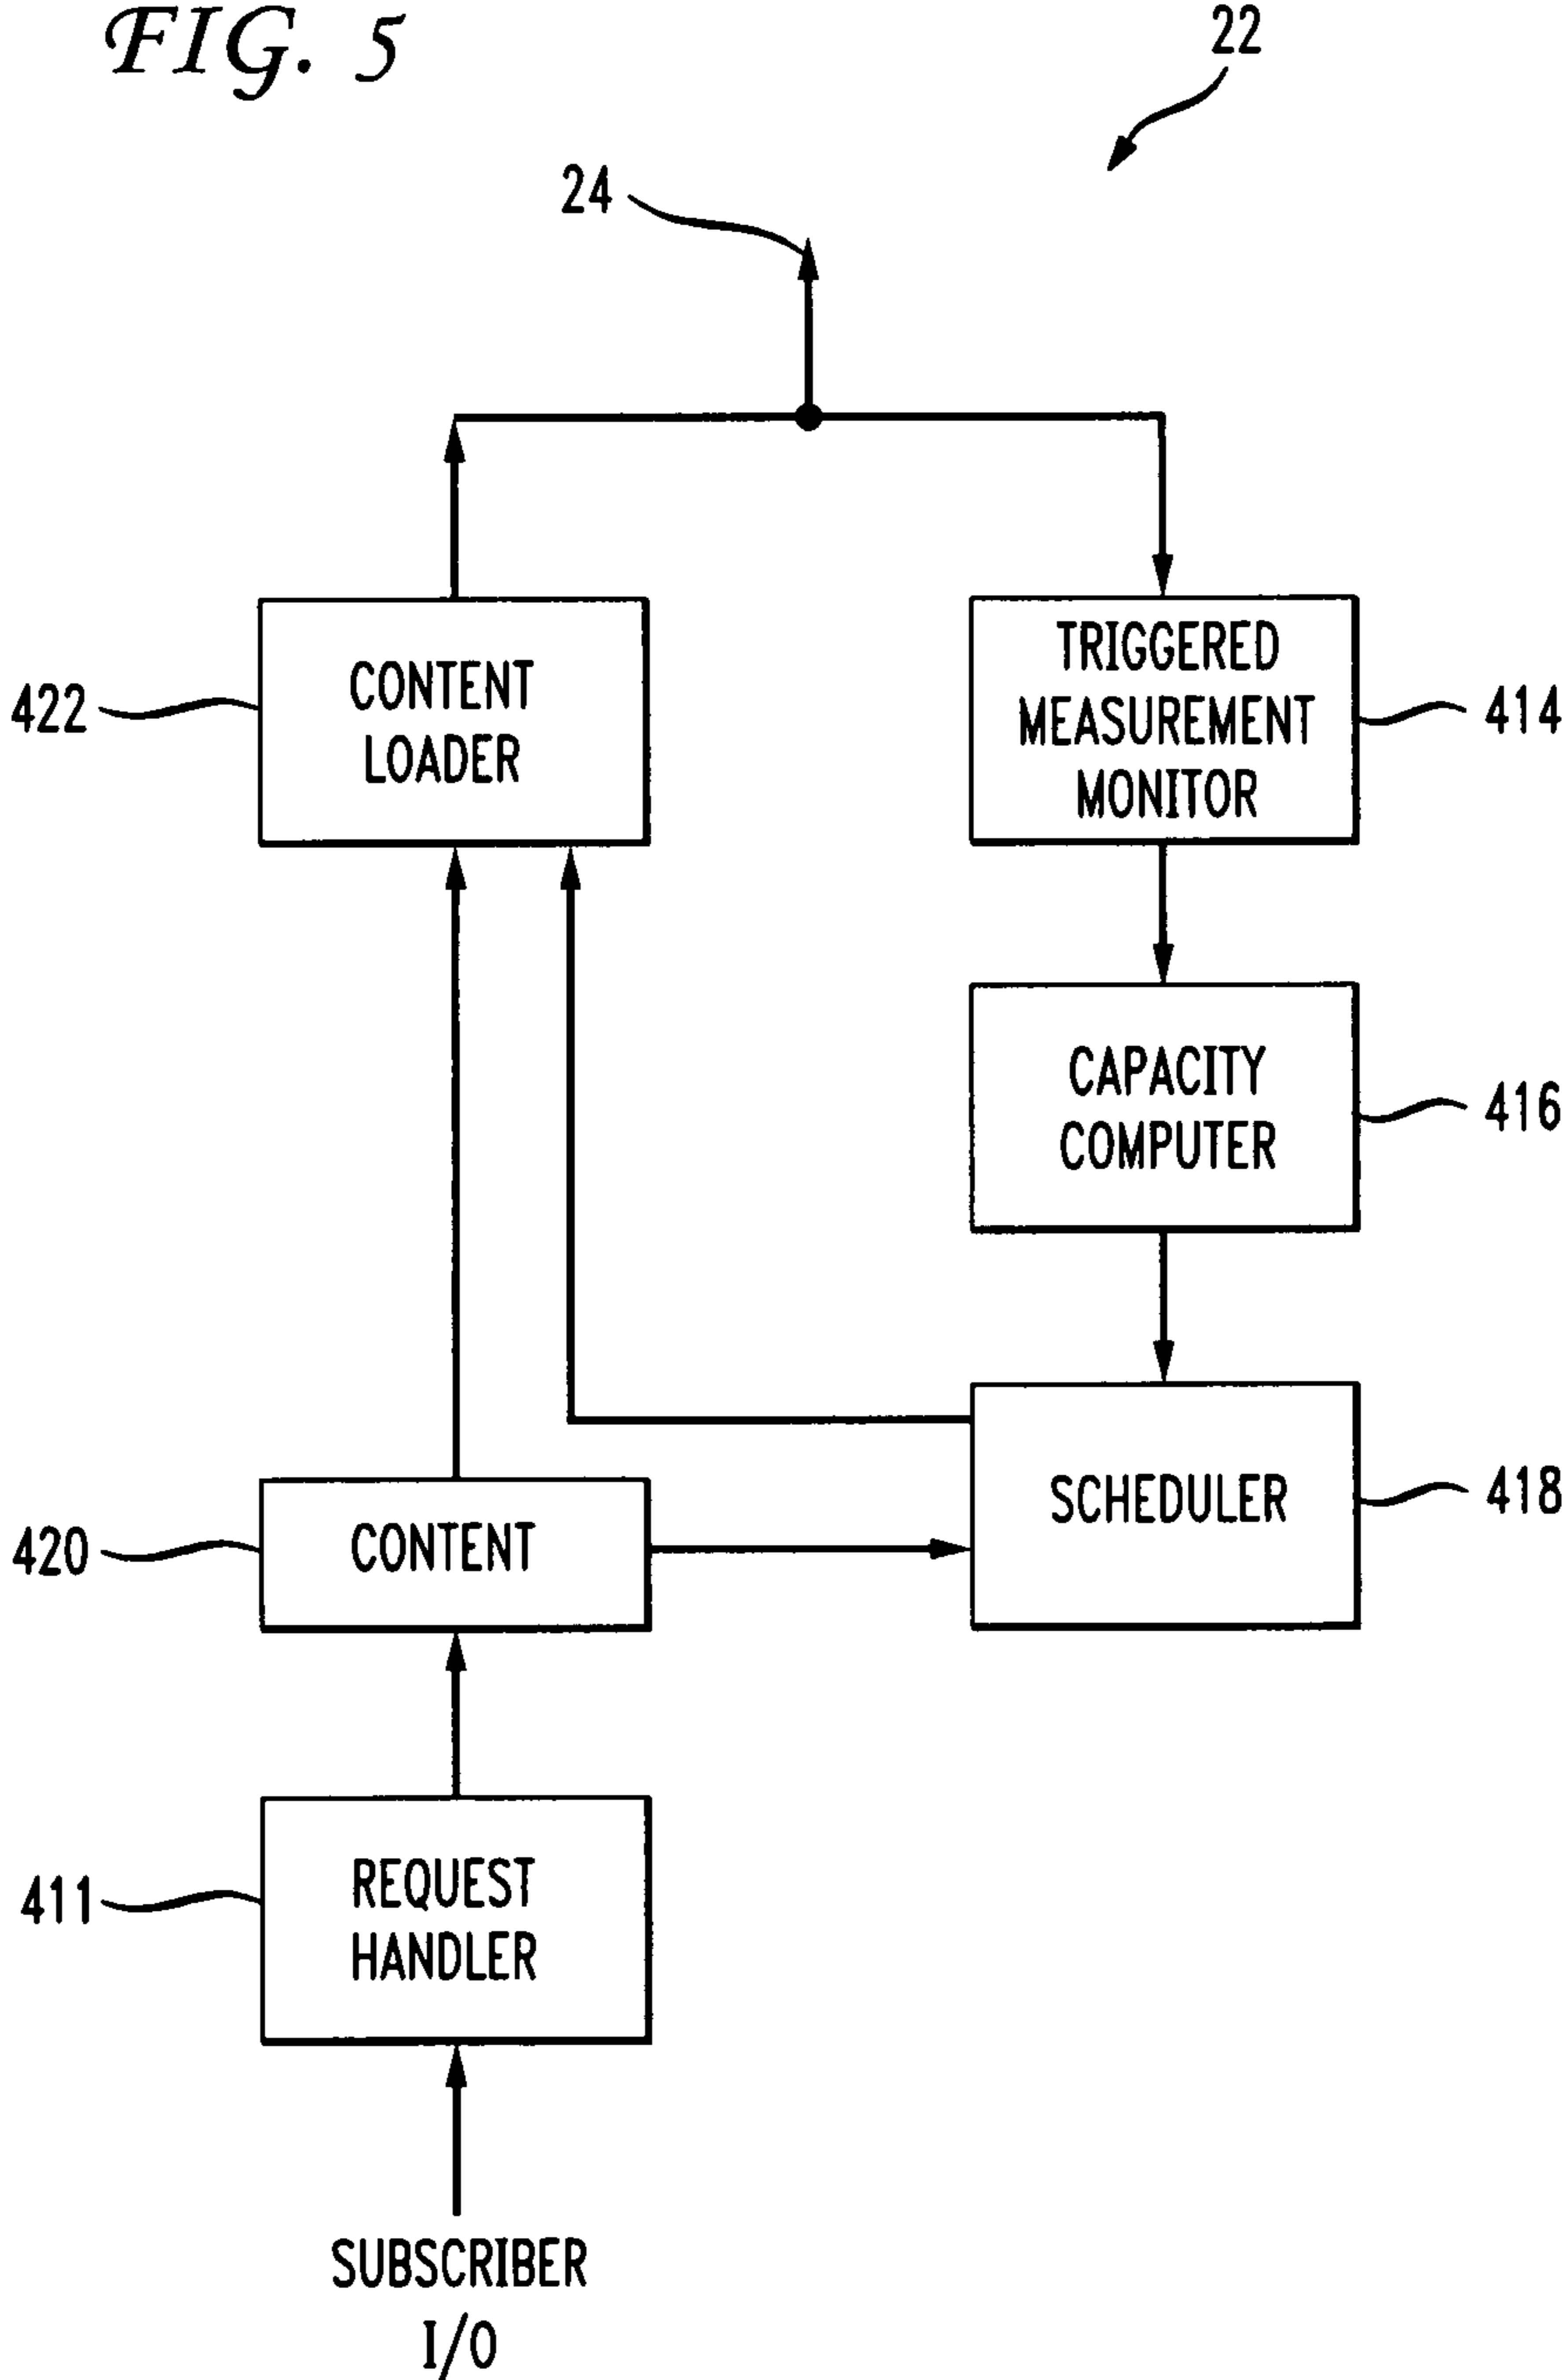 FIG. 5
22
24
CONTENT
LOADER
422
TRIGGERED
MEASUREMENT
MONITOR
414
CAPACITY
COMPUTER
416
SCHEDULER
418
CONTENT
420
REQUEST
HANDLER
411
SUBSCRIBER
I/O